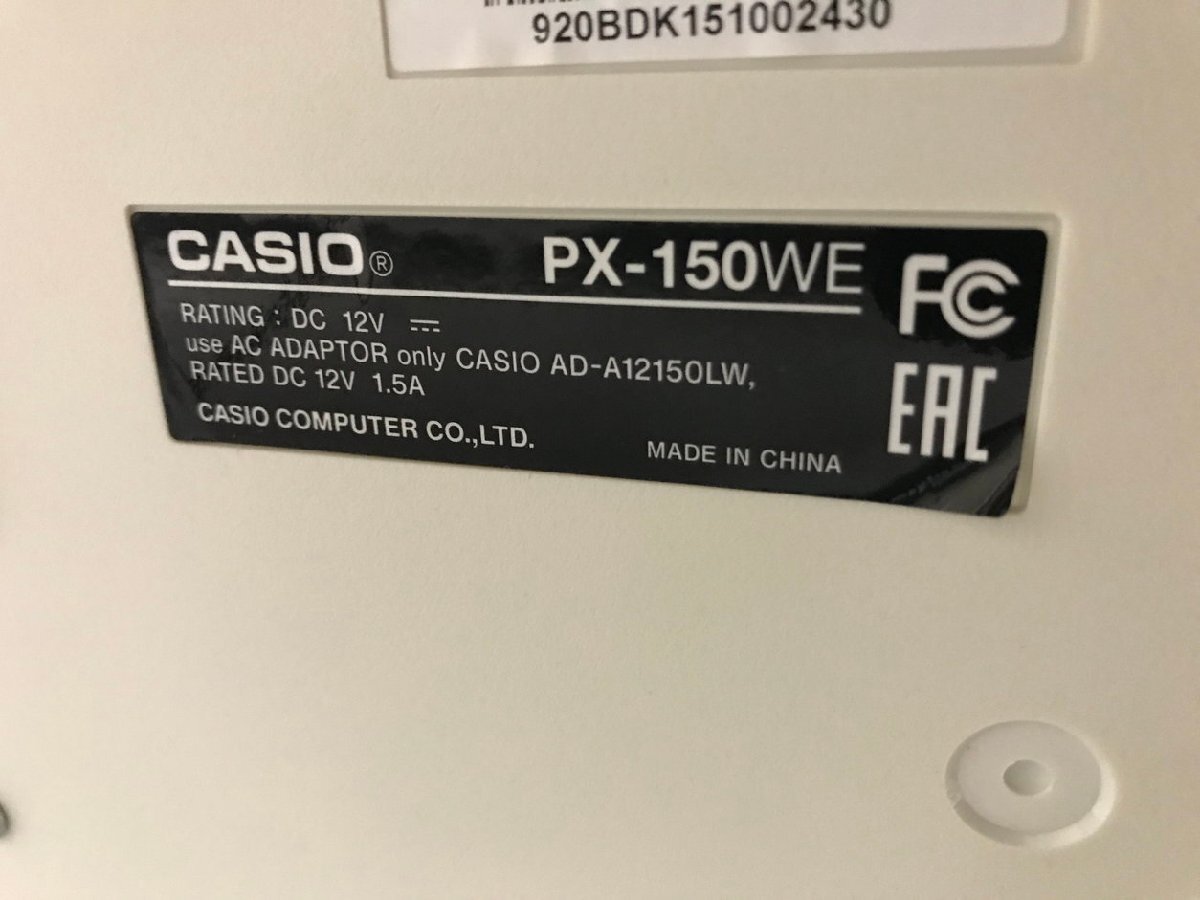 920BDK151002430
CASIO® PX-150WE
FC
RATING : DC 12V ⎓
use AC ADAPTOR only CASIO AD-A12150LW,
RATED DC 12V 1.5A
EAC
CASIO COMPUTER CO.,LTD.
MADE IN CHINA